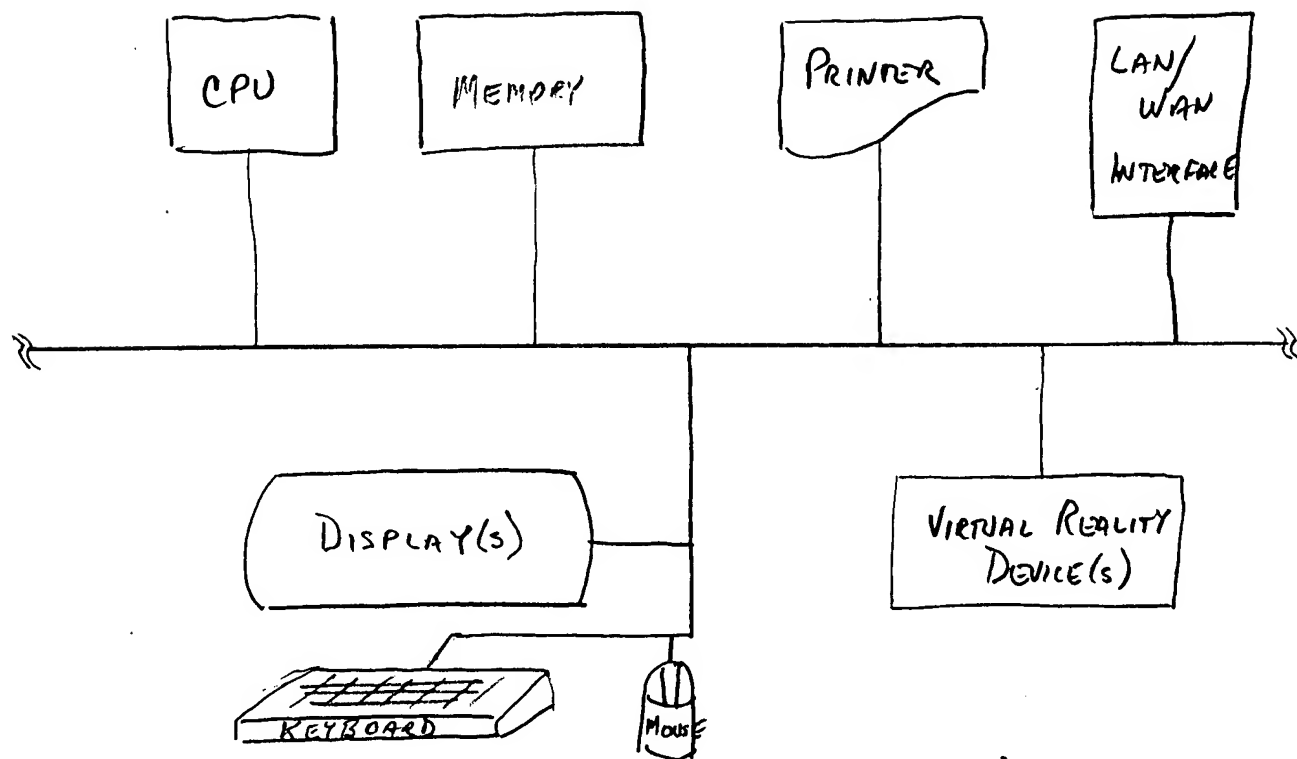 CPU
MEMORY
PRINTER
LAN/
WAN
INTERFACE
DISPLAY(S)
VIRTUAL REALITY
DEVICE(S)
KEYBOARD
MOUSE